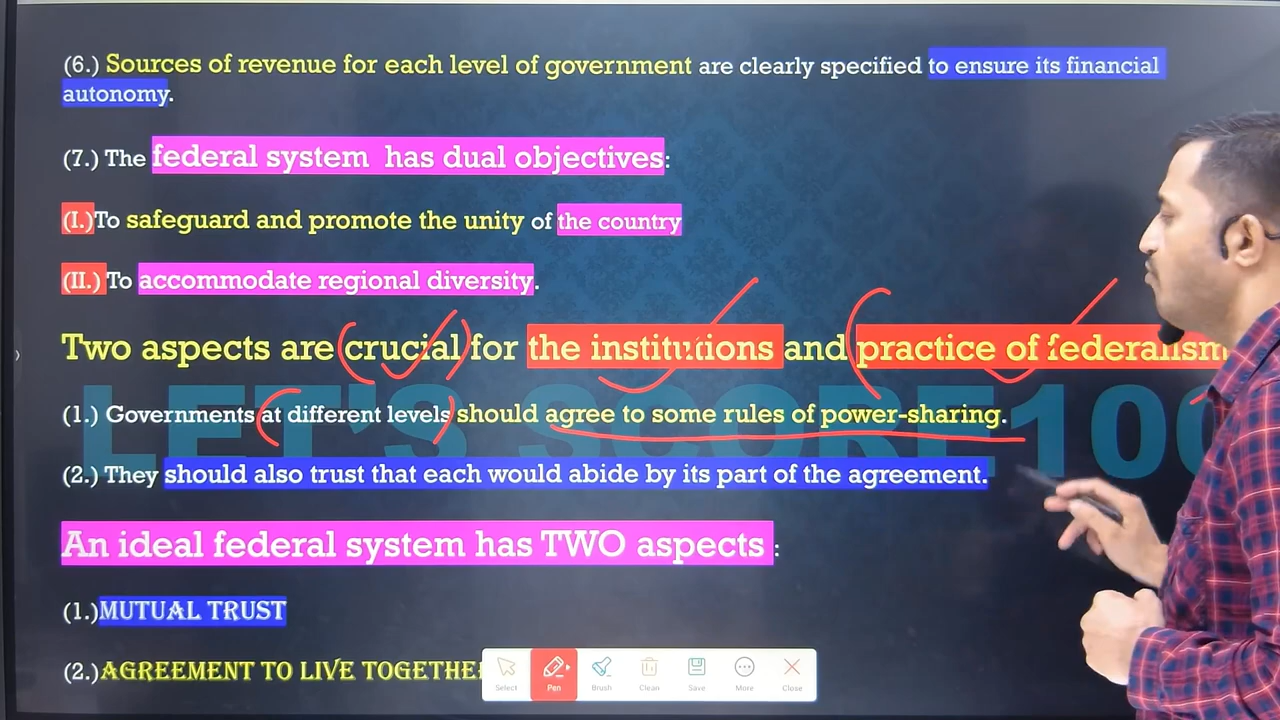 (6.) Sources of revenue for each level of government are clearly specified to ensure its financial
autonomy.
(7.) The federal system has dual objectives:
(I.)To safeguard and promote the unity of the country
(II.) To accommodate regional diversity.
Two aspects are crucial for the institutions and practice of federalism
LET'S SCORE 100
(1.) Governments at different levels should agree to some rules of power-sharing.
(2.) They should also trust that each would abide by its part of the agreement.
An ideal federal system has TWO aspects :
(1.)MUTUAL TRUST
(2.)AGREEMENT TO LIVE TOGETHER
Select Pen Brush Clean Save More Close